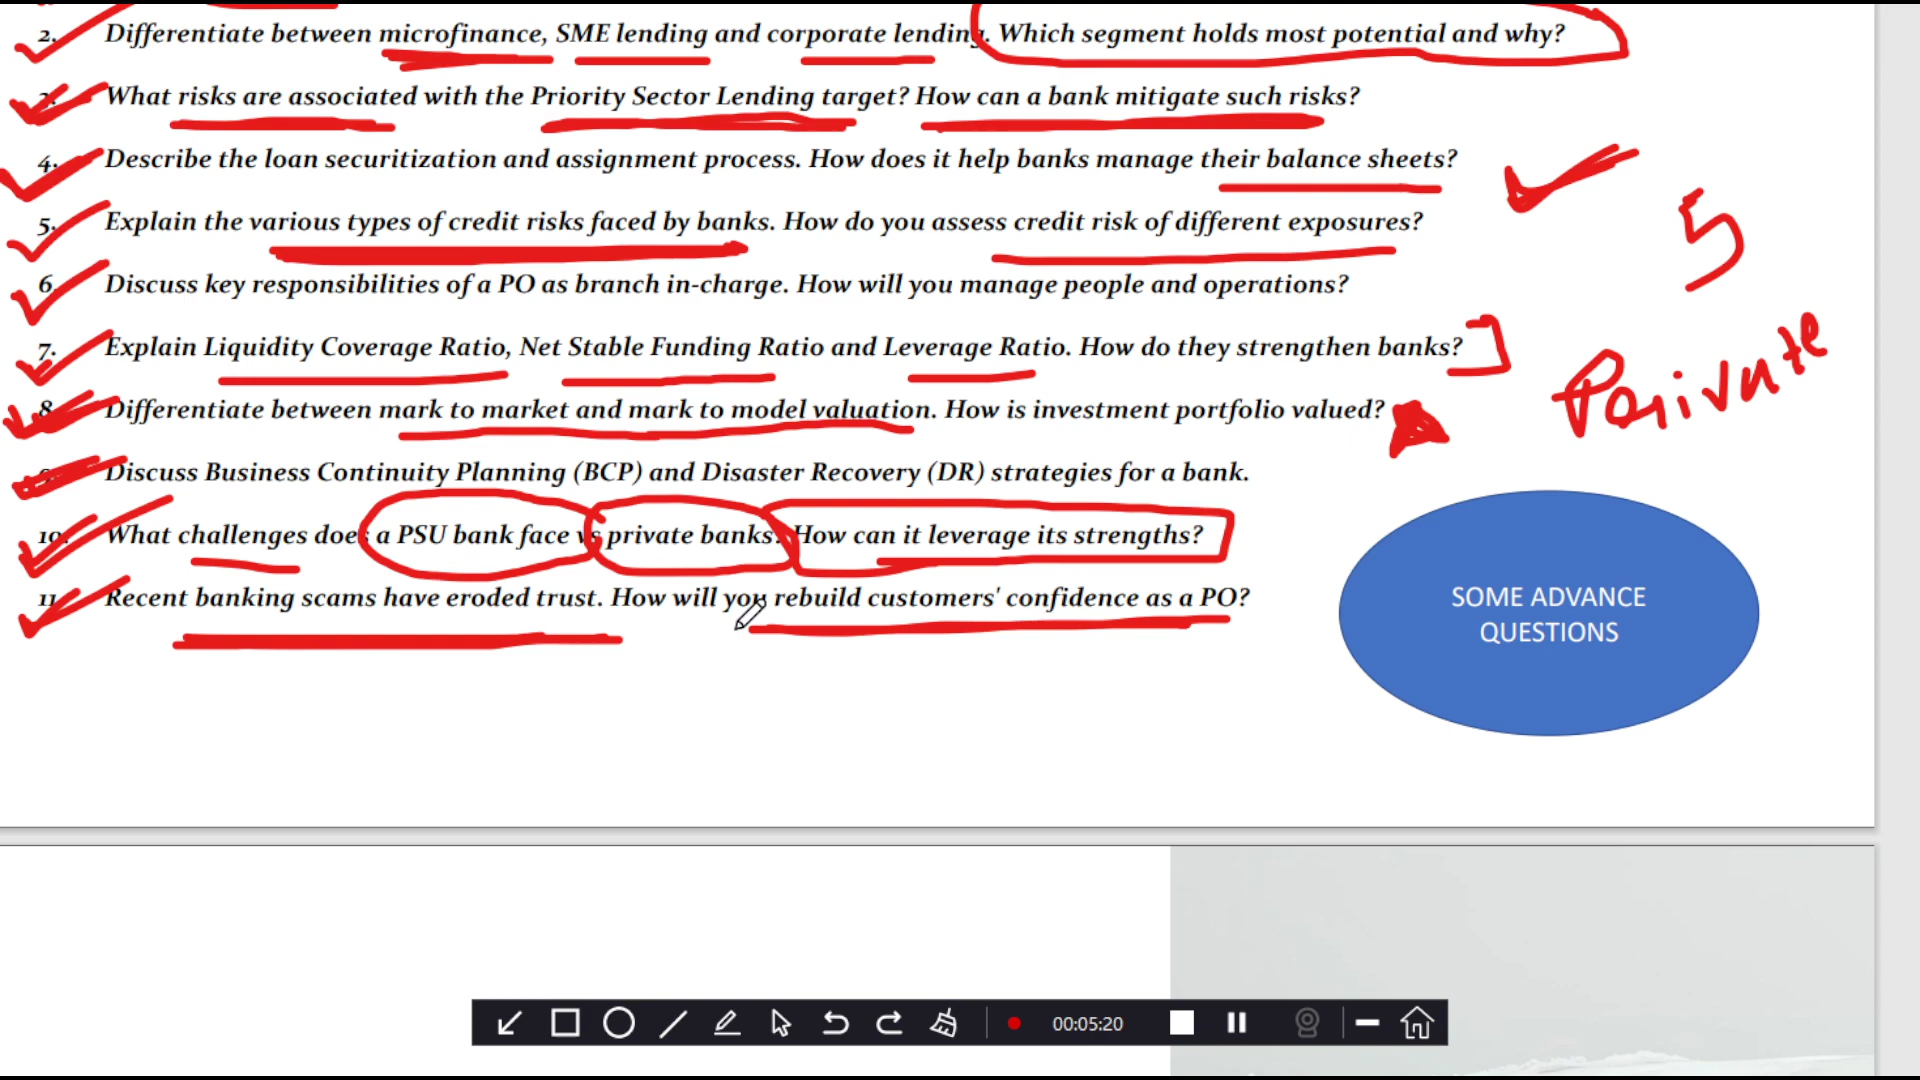 2. Differentiate between microfinance, SME lending and corporate lending. Which segment holds most potential and why?
3. What risks are associated with the Priority Sector Lending target? How can a bank mitigate such risks?
4. Describe the loan securitization and assignment process. How does it help banks manage their balance sheets?
5. Explain the various types of credit risks faced by banks. How do you assess credit risk of different exposures?
5
6. Discuss key responsibilities of a PO as branch in-charge. How will you manage people and operations?
7. Explain Liquidity Coverage Ratio, Net Stable Funding Ratio and Leverage Ratio. How do they strengthen banks?
Private
8. Differentiate between mark to market and mark to model valuation. How is investment portfolio valued?
9. Discuss Business Continuity Planning (BCP) and Disaster Recovery (DR) strategies for a bank.
10. What challenges does a PSU bank face vs private banks? How can it leverage its strengths?
11. Recent banking scams have eroded trust. How will you rebuild customers' confidence as a PO?
SOME ADVANCE
QUESTIONS
00:05:20